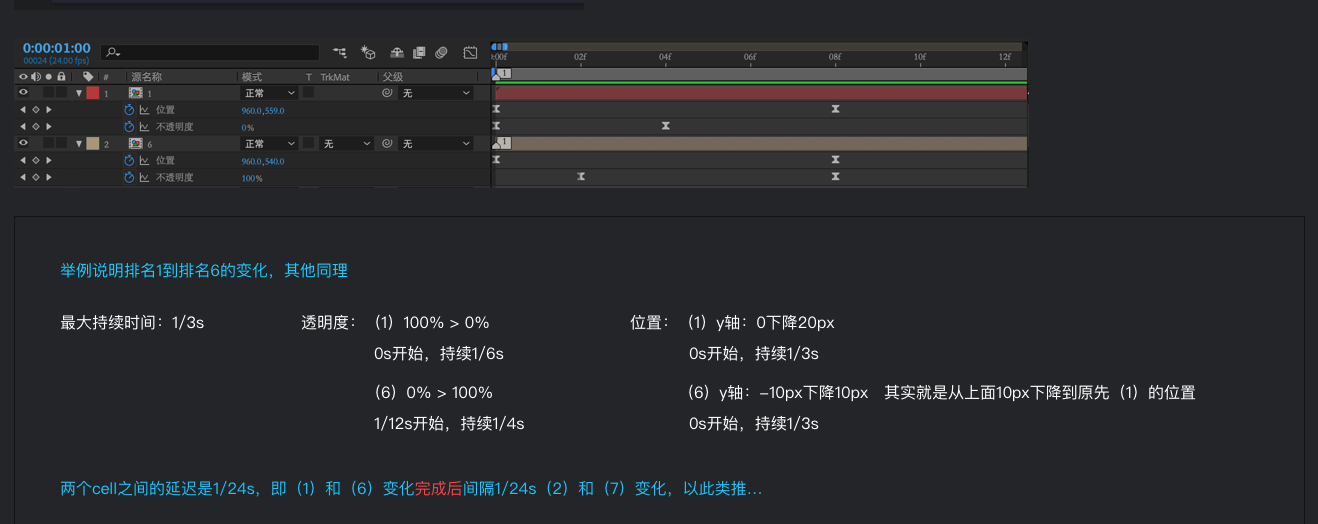 0:00:01:00
00024 (24.00 fps)
:00f 02f 04f 06f 08f 10f 12f
# 源名称 模式 T TrkMat 父级
1
1 1 正常 无
位置 960.0,559.0
不透明度 0%
2 6 正常 无 无
1
位置 960.0,540.0
不透明度 100%
举例说明排名1到排名6的变化，其他同理
最大持续时间：1/3s 透明度：（1）100% > 0% 位置：（1）y轴：0下降20px
0s开始，持续1/6s 0s开始，持续1/3s
（6）0% > 100% （6）y轴：-10px下降10px 其实就是从上面10px下降到原先（1）的位置
1/12s开始，持续1/4s 0s开始，持续1/3s
两个cell之间的延迟是1/24s，即（1）和（6）变化完成后间隔1/24s（2）和（7）变化，以此类推...